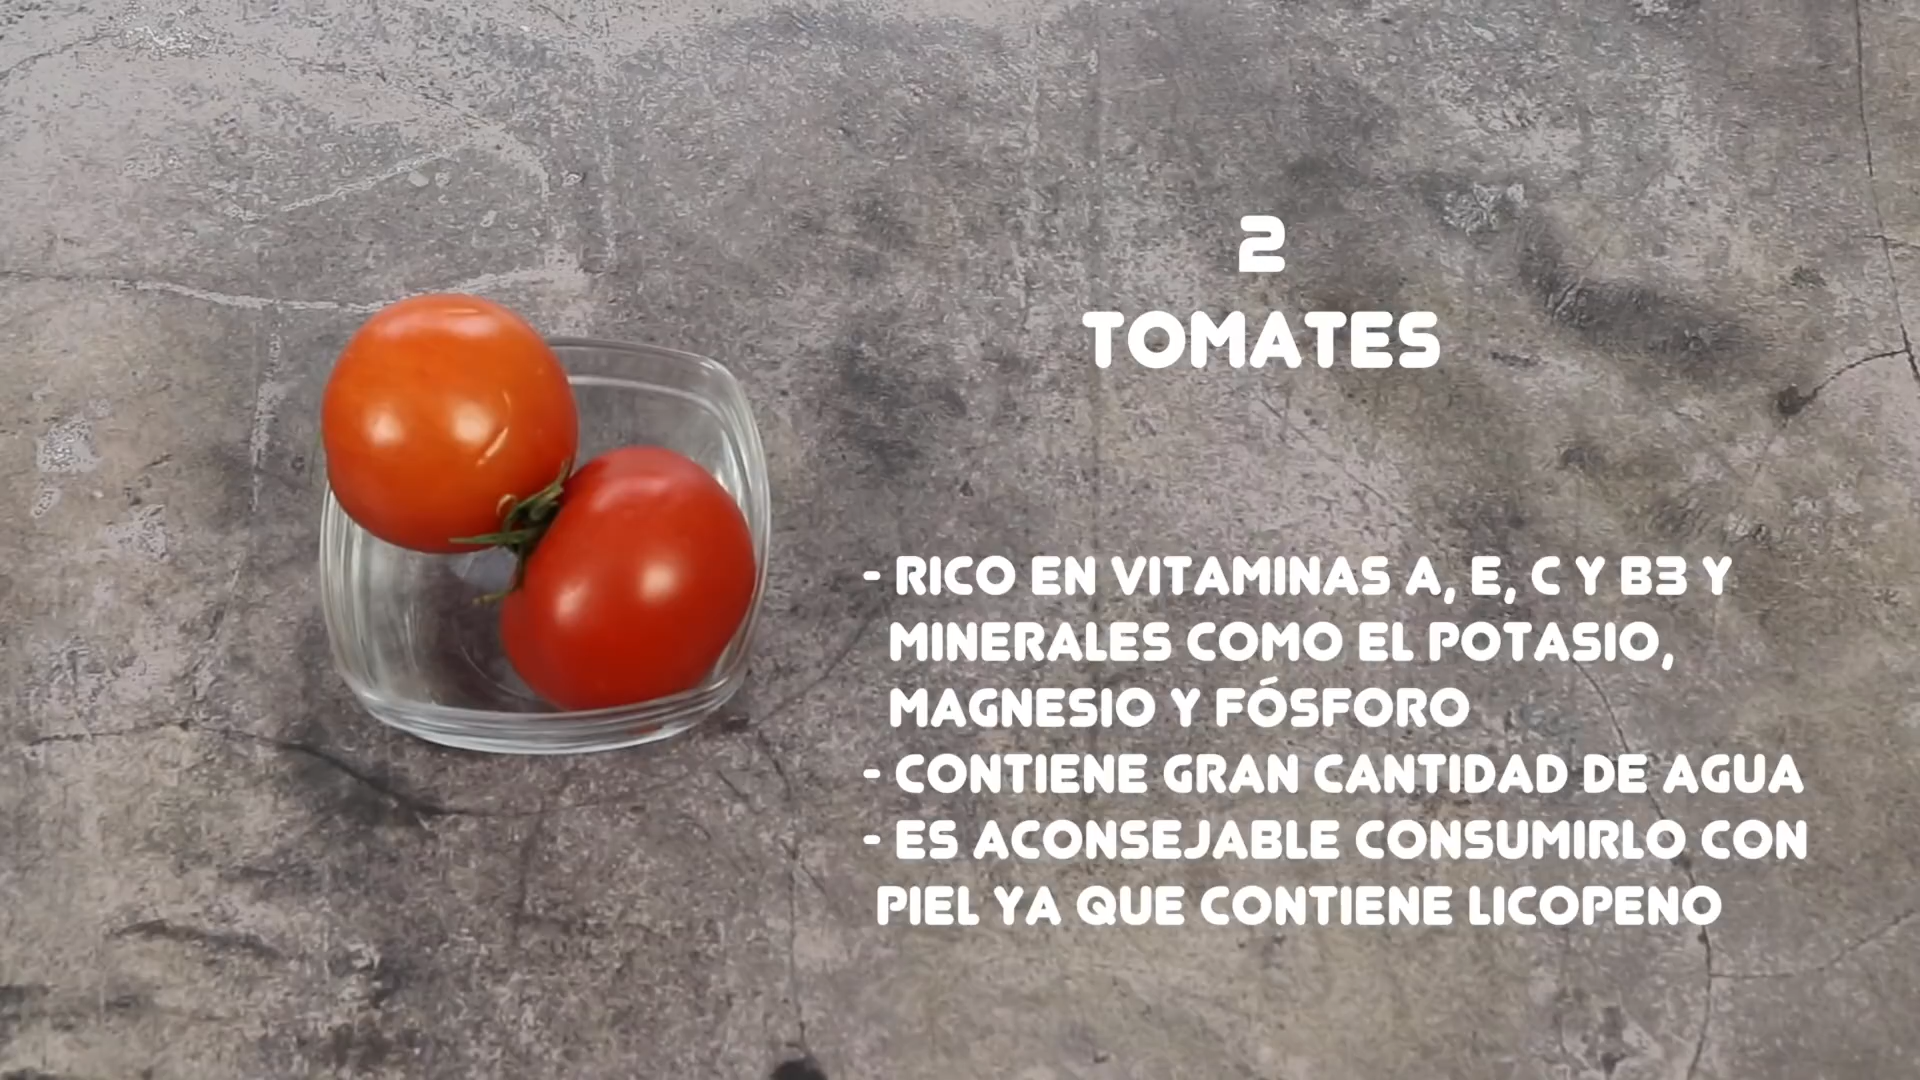 2
TOMATES
- RICO EN VITAMINAS A, E, C Y B3 Y
MINERALES COMO EL POTASIO,
MAGNESIO Y FÓSFORO
- CONTIENE GRAN CANTIDAD DE AGUA
- ES ACONSEJABLE CONSUMIRLO CON
PIEL YA QUE CONTIENE LICOPENO